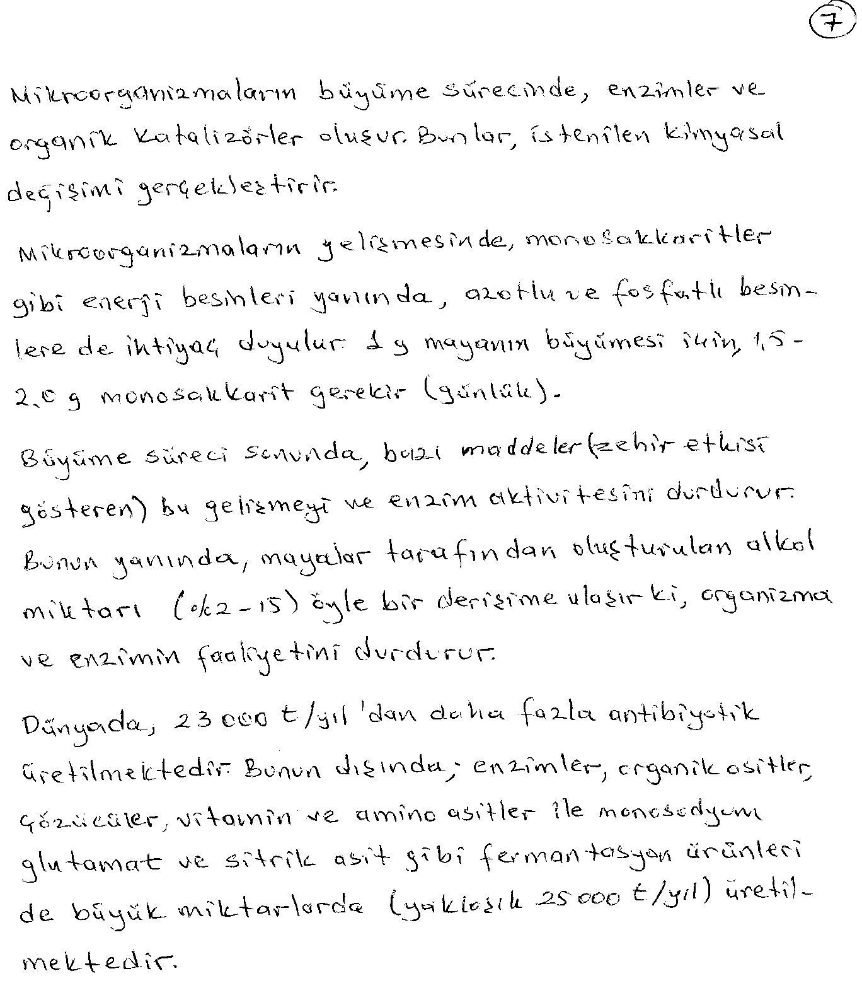 7
Mikroorganizmaların büyüme sürecinde, enzimler ve
organik katalizörler oluşur. Bunlar, istenilen kimyasal
değişimi gerçekleştirir.
Mikroorganizmaların gelişmesinde, monosakkaritler
gibi enerji besinleri yanında, azotlu ve fosfatlı besin-
lere de ihtiyaç duyulur. 1 g mayanın büyümesi için, 1,5-
2,0 g monosakkarit gerekir (günlük).
Büyüme süreci sonunda, bazı maddeler (zehir etkisi
gösteren) bu gelişmeyi ve enzim aktivitesini durdurur.
Bunun yanında, mayalar tarafından oluşturulan alkol
miktarı (%12-15) öyle bir derişime ulaşır ki, organizma
ve enzimin faaliyetini durdurur.
Dünyada, 23 000 t/yıl'dan daha fazla antibiyotik
üretilmektedir. Bunun dışında; enzimler, organik asitler,
çözücüler, vitamin ve amino asitler ile monosodyum
glutamat ve sitrik asit gibi fermantasyon ürünleri
de büyük miktarlarda (yaklaşık 25 000 t/yıl) üretil-
mektedir.